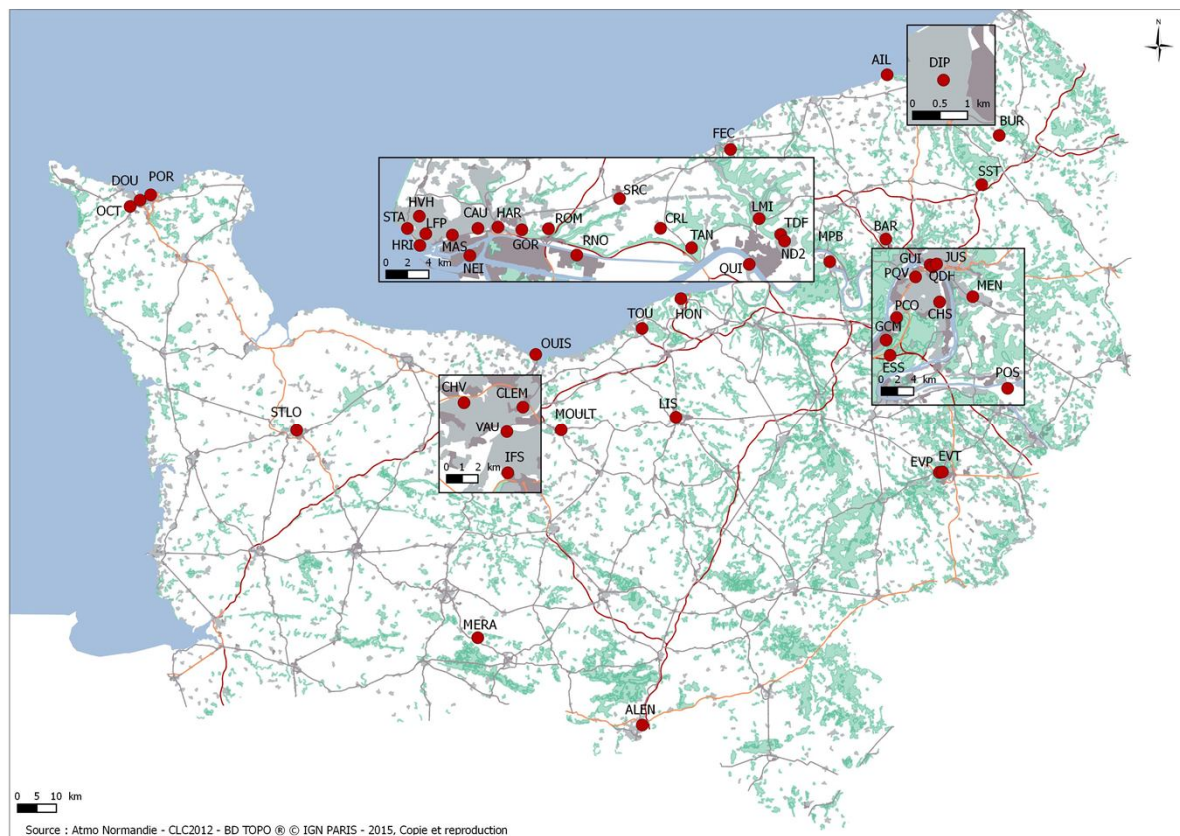 N
AIL
DIP
0 0.5 1 km
BUR
FEC
SST
POR
DOU
OCT
HVH
STA
LFP
CAU
HAR
ROM
SRC
CRL
LMI
TDF
MPB
BAR
HRI
MAS
GOR
RNO
TAN
ND2
NEI
QUI
0 2 4 km
GUI
JUS
PQV
QDH
MEN
PCO
CHS
GCM
ESS
POS
0 2 4 km
HON
TOU
OUIS
CHV
CLEM
STLO
VAU
MOULT
LIS
IFS
0 1 2 km
EVP
EVT
MERA
ALEN
0 5 10 km
Source : Atmo Normandie - CLC2012 - BD TOPO ® © IGN PARIS - 2015, Copie et reproduction